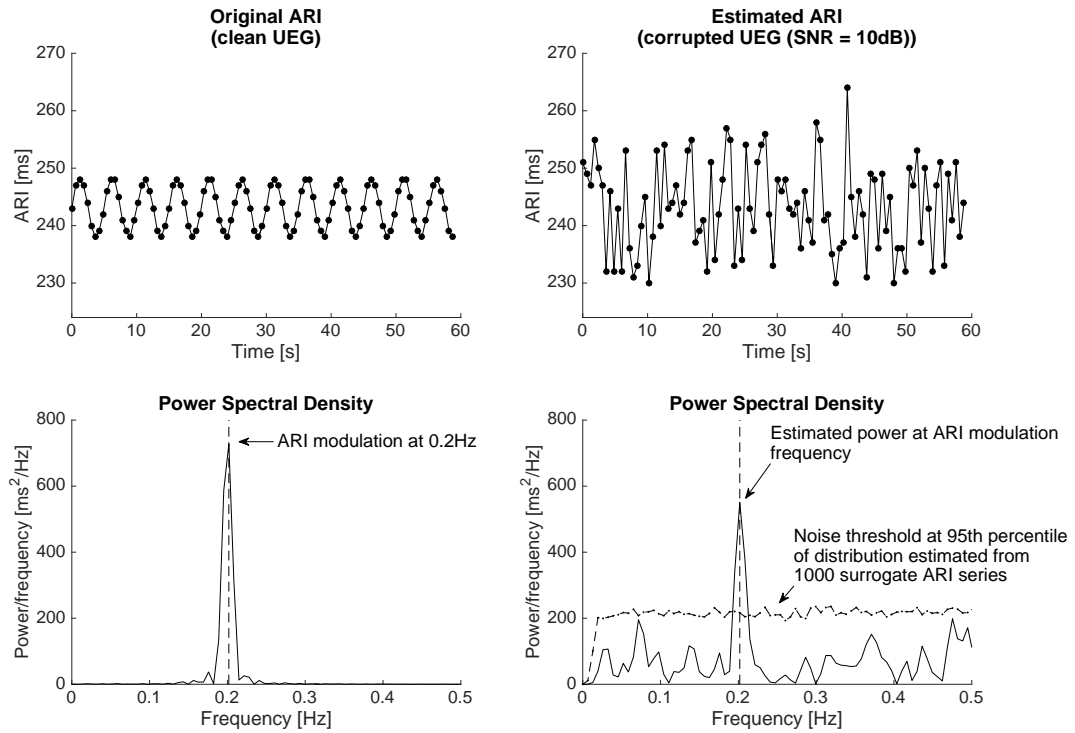 Original ARI
(clean UEG)
270
260
250
240
230
ARI [ms]
0 10 20 30 40 50 60
Time [s]
Estimated ARI
(corrupted UEG (SNR = 10dB))
270
260
250
240
230
ARI [ms]
0 10 20 30 40 50 60
Time [s]
Power Spectral Density
800
600
400
200
0
Power/frequency [ms²/Hz]
ARI modulation at 0.2Hz
0 0.1 0.2 0.3 0.4 0.5
Frequency [Hz]
Power Spectral Density
800
600
400
200
0
Power/frequency [ms²/Hz]
Estimated power at ARI modulation
frequency
Noise threshold at 95th percentile
of distribution estimated from
1000 surrogate ARI series
0 0.1 0.2 0.3 0.4 0.5
Frequency [Hz]